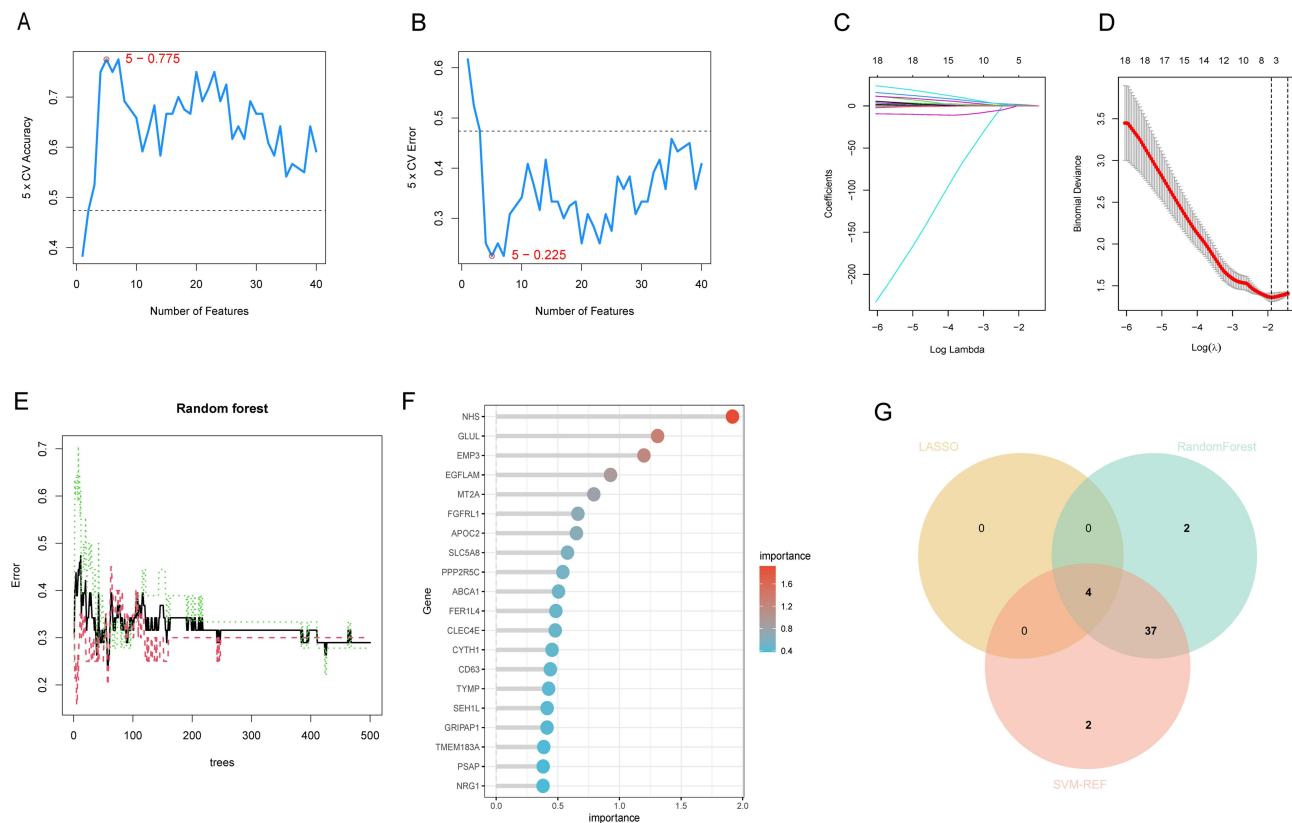 A
5 − 0.775
5 x CV Accuracy
0.4 0.5 0.6 0.7
0 10 20 30 40
Number of Features
B
5 − 0.225
5 x CV Error
0.3 0.4 0.5 0.6
0 10 20 30 40
Number of Features
C
18 18 14 8 5
Coefficients
0
−50
−100
−150
−200
−6 −5 −4 −3 −2
Log Lambda
D
18 18 17 15 14 12 10 8 3
Binomial Deviance
1.5 2.0 2.5 3.0 3.5
−6 −5 −4 −3 −2
Log(λ)
E
Random forest
Error
0.2 0.3 0.4 0.5 0.6 0.7
0 100 200 300 400 500
trees
F
Gene
NHS
GLUL
EMP3
EGFLAM
MT2A
FGFRL1
APOC2
SLC5A8
PPP2R5C
ABCA1
FER1L4
CLEC4E
CYTH1
CD63
TYMP
SEH1L
GRIPAP1
TMEM183A
PSAP
NRG1
0.0 0.5 1.0 1.5 2.0
importance
importance
1.6
1.2
0.8
0.4
G
LASSO
RandomForest
0
0
2
4
0
37
2
SVM-REF